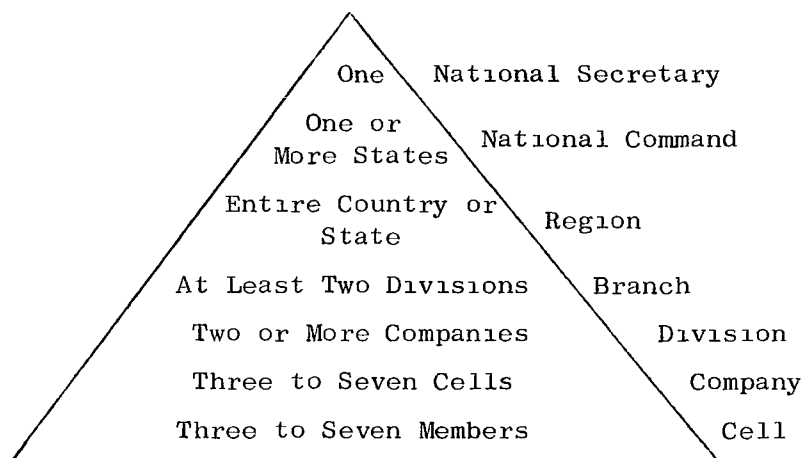 One National Secretary
One or
More States National Command
Entire Country or
State Region
At Least Two Divisions Branch
Two or More Companies Division
Three to Seven Cells Company
Three to Seven Members Cell